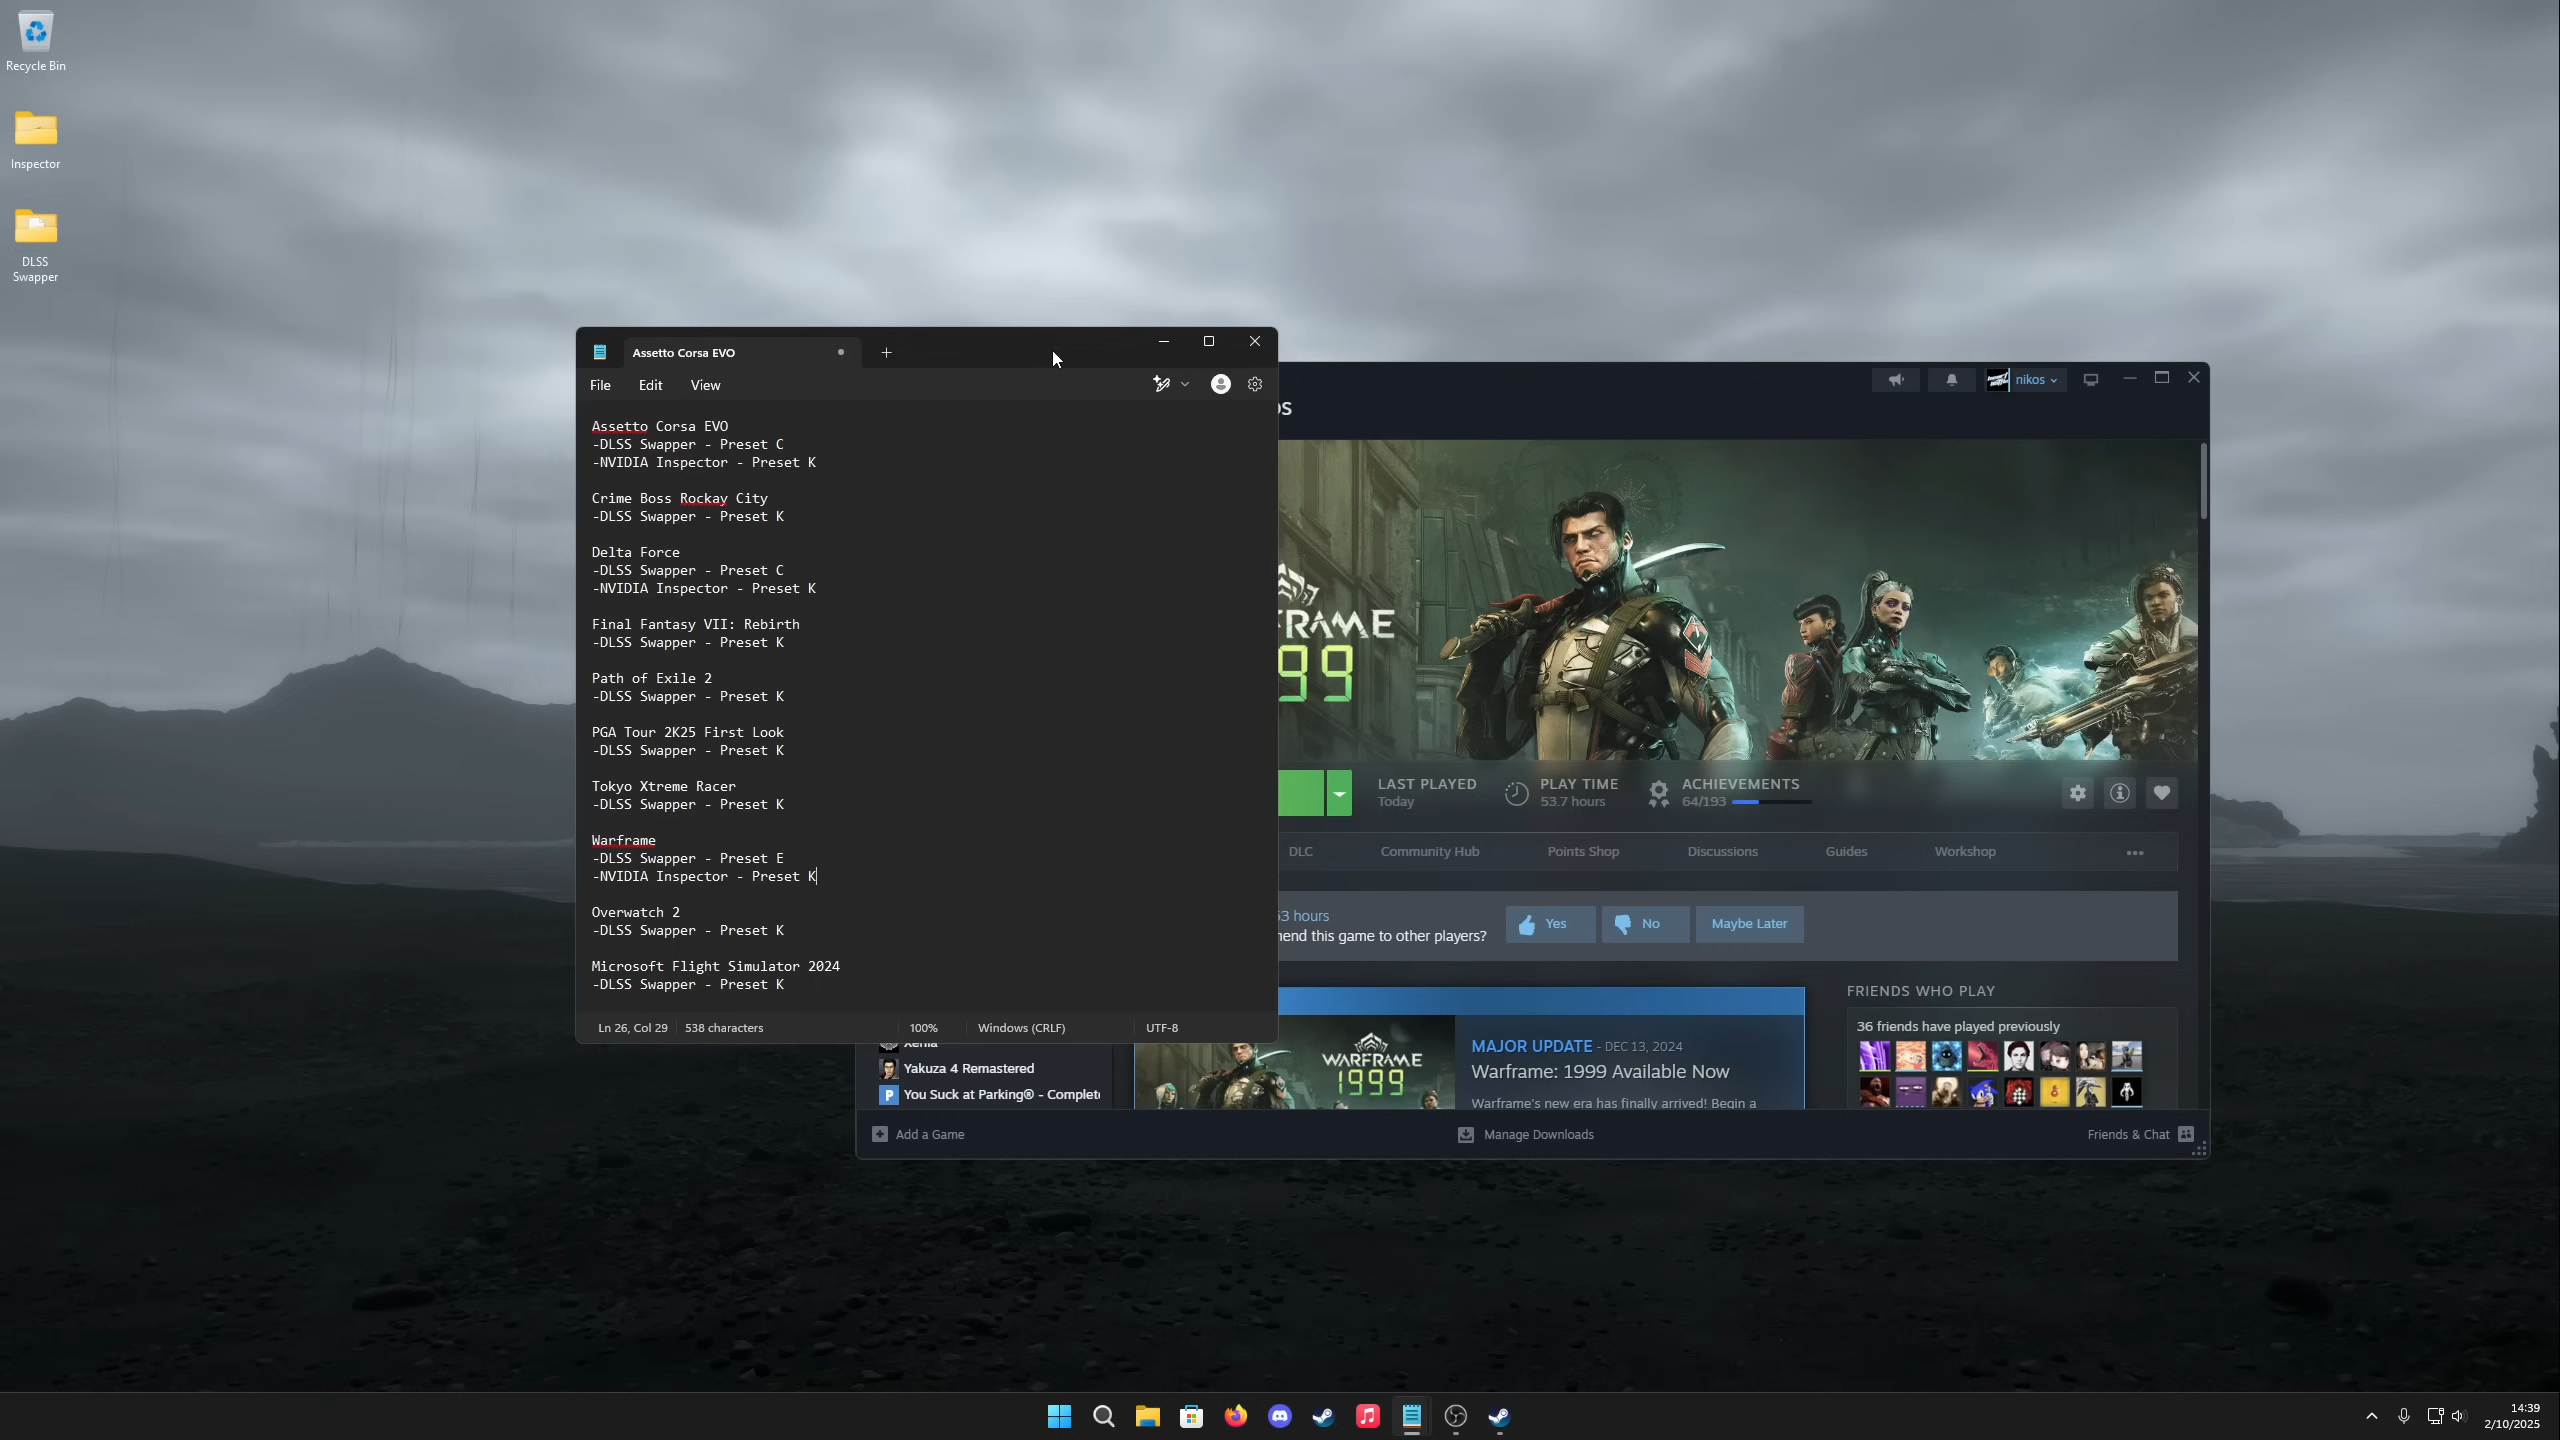 Recycle Bin
Inspector
DLSS
Swapper
Assetto Corsa EVO
File Edit View
Assetto Corsa EVO
-DLSS Swapper - Preset C
-NVIDIA Inspector - Preset K
Crime Boss Rockay City
-DLSS Swapper - Preset K
Delta Force
-DLSS Swapper - Preset C
-NVIDIA Inspector - Preset K
Final Fantasy VII: Rebirth
-DLSS Swapper - Preset K
Path of Exile 2
-DLSS Swapper - Preset K
PGA Tour 2K25 First Look
-DLSS Swapper - Preset K
Tokyo Xtreme Racer
-DLSS Swapper - Preset K
Warframe
-DLSS Swapper - Preset E
-NVIDIA Inspector - Preset K
Overwatch 2
-DLSS Swapper - Preset K
Microsoft Flight Simulator 2024
-DLSS Swapper - Preset K
Ln 26, Col 29 538 characters 100% Windows (CRLF) UTF-8
nikos
LAST PLAYED
Today
PLAY TIME
53.7 hours
ACHIEVEMENTS
64/193
DLC Community Hub Points Shop Discussions Guides Workshop
hours
this game to other players?
Yes No Maybe Later
FRIENDS WHO PLAY
36 friends have played previously
MAJOR UPDATE - DEC 13, 2024
Warframe: 1999 Available Now
Warframe's new era has finally arrived! Begin a
WARFRAME
1999
Xenia
Yakuza 4 Remastered
P You Suck at Parking® -
Add a Game
Manage Downloads
Friends & Chat
14:39
2/10/2025